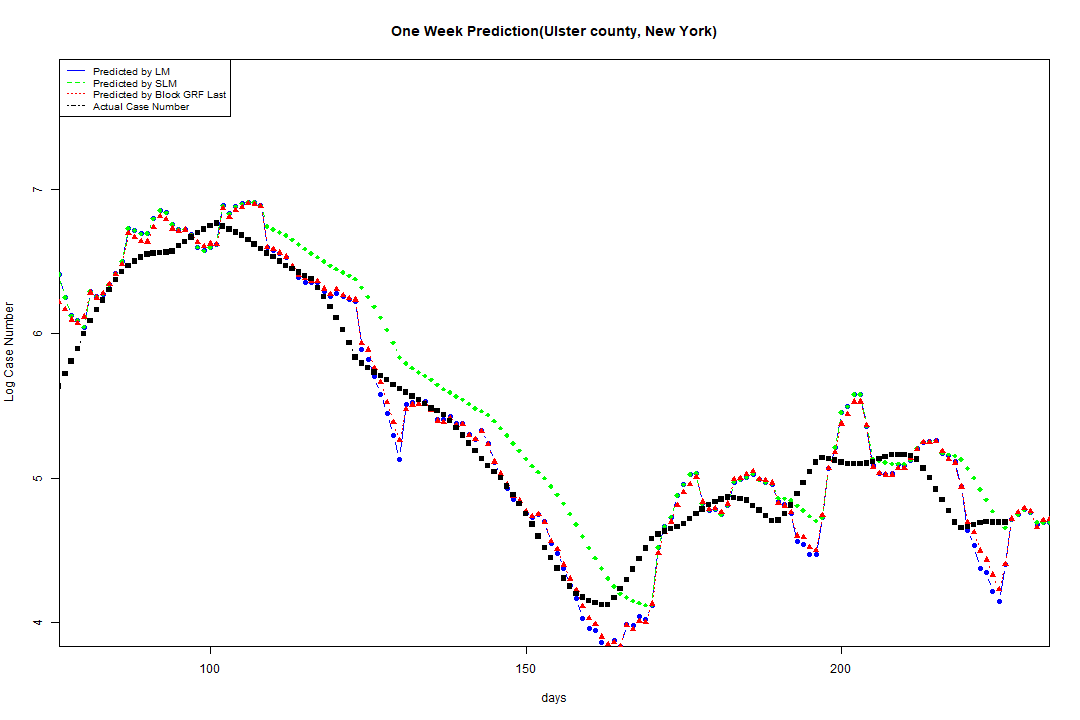 One Week Prediction(Ulster county, New York)
Predicted by LM
Predicted by SLM
Predicted by Block GRF Last
Actual Case Number
7
6
5
4
Log Case Number
100 150 200
days